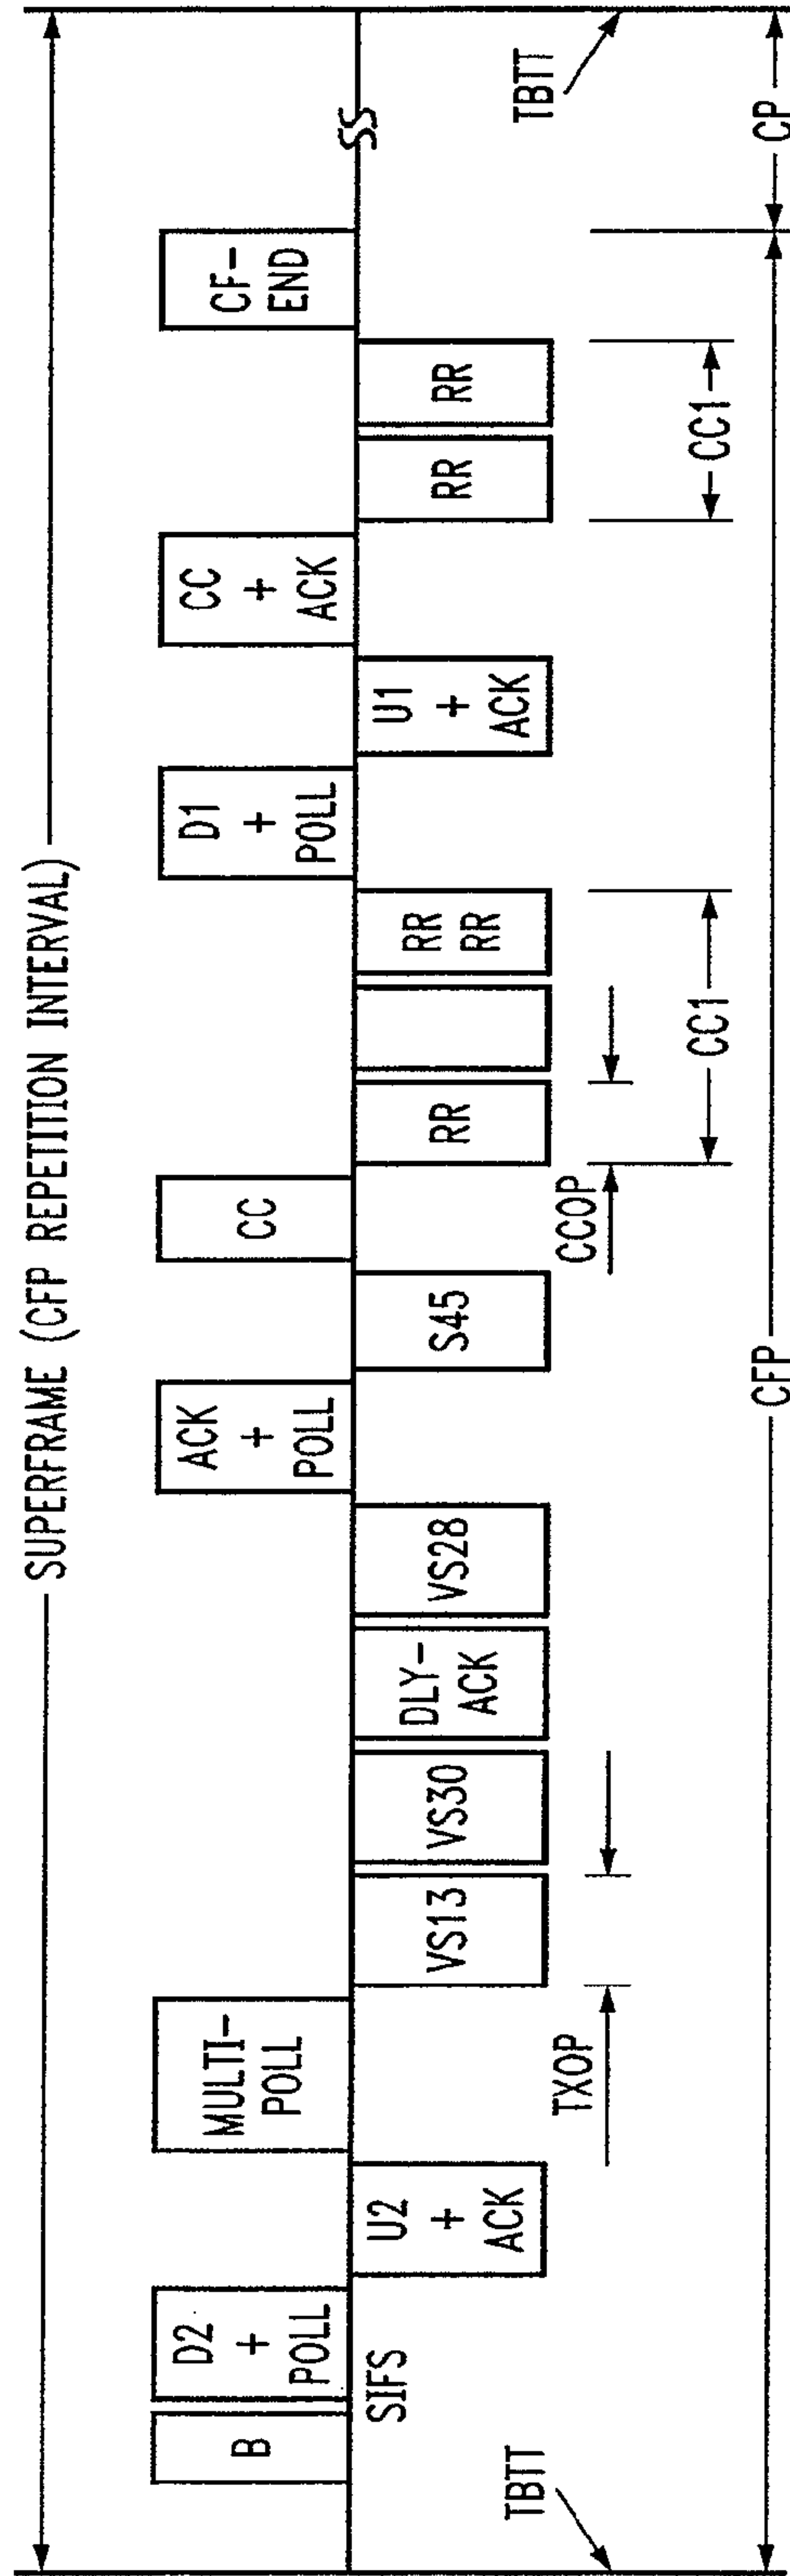 SUPERFRAME (CFP REPETITION INTERVAL)
B
D2
+
POLL
MULTI-
POLL
ACK
+
POLL
CC
D1
+
POLL
CC
+
ACK
CF-
END
SIFS
U2
+
ACK
VS13
VS30
DLY-
ACK
VS28
S45
RR
RR
RR
U1
+
ACK
RR
RR
TBTT
TXOP
CCOP
TBTT
CC1
CC1
CFP
CP
SS